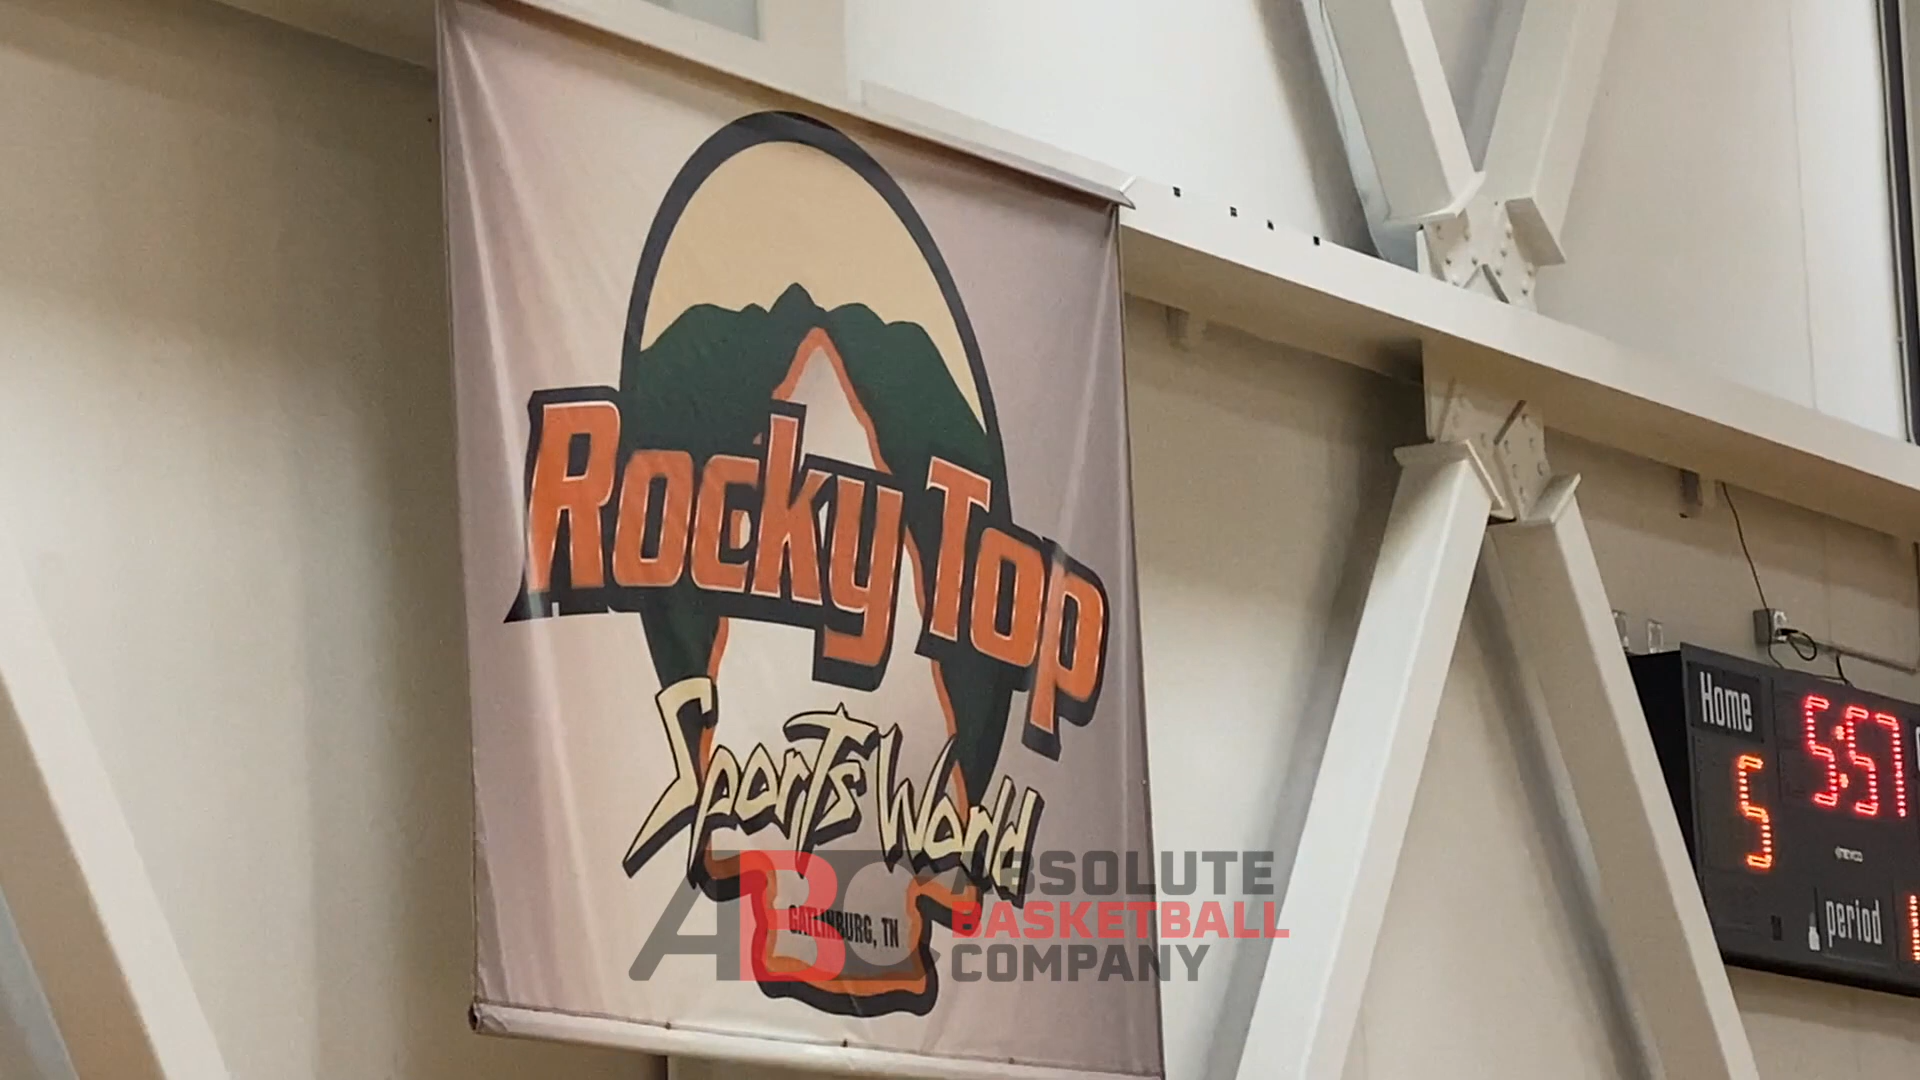 Rocky Top
Sports World
GATLINBURG, TN
ABC
ABSOLUTE
BASKETBALL
COMPANY
Home
5:57
5
period